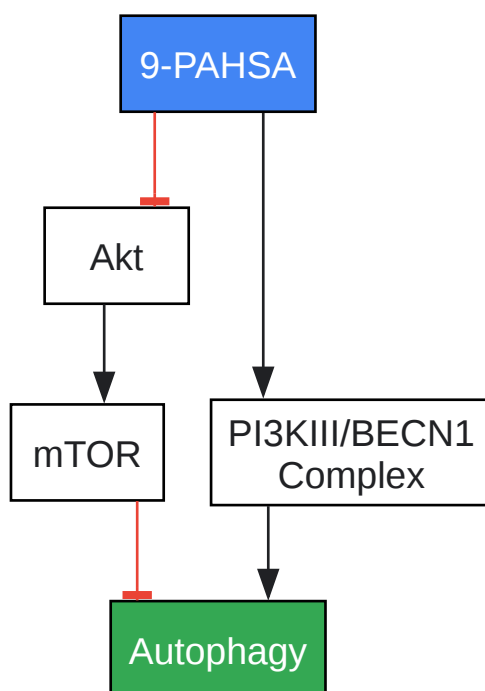 9-PAHSA
Akt
mTOR
PI3KIII/BECN1
Complex
Autophagy